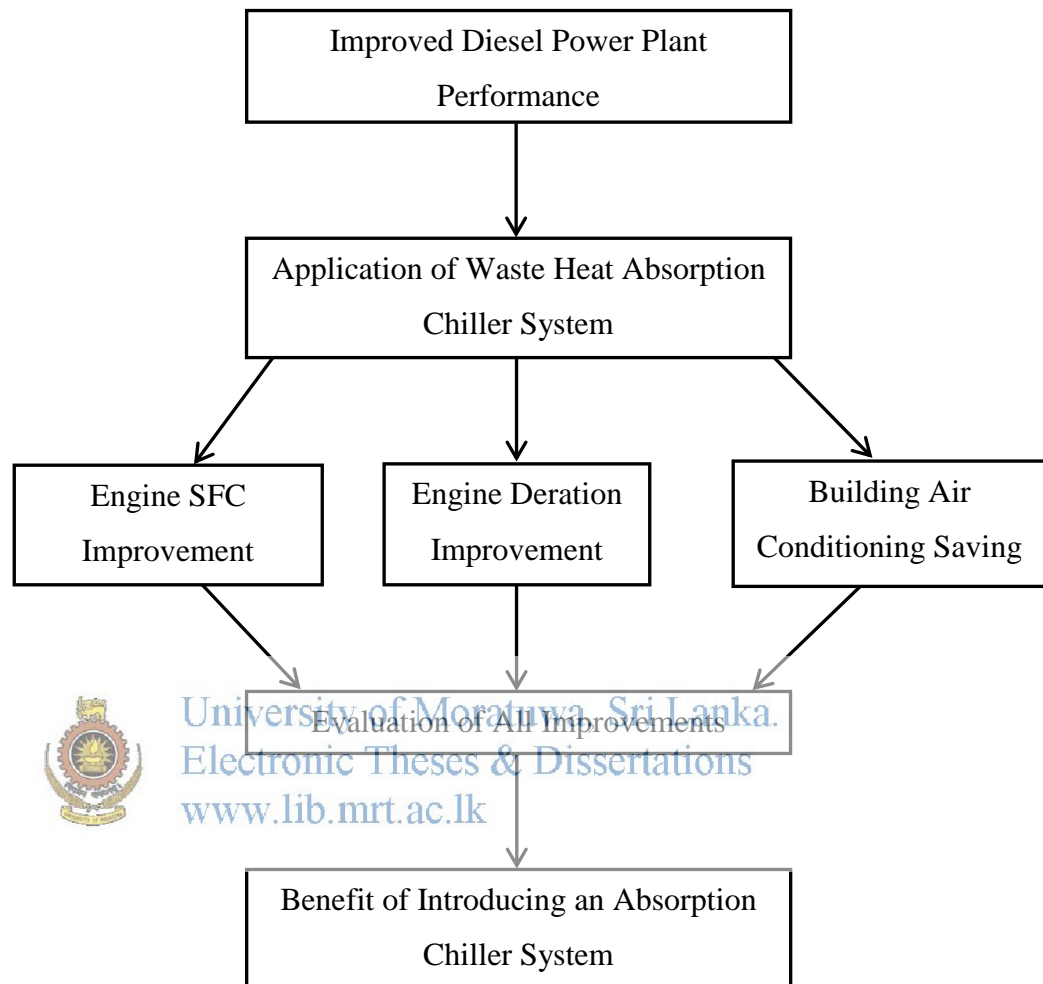 Improved Diesel Power Plant
Performance
Application of Waste Heat Absorption
Chiller System
Engine SFC
Improvement
Engine Deration
Improvement
Building Air
Conditioning Saving
Evaluation of All Improvements
University of Moratuwa, Sri Lanka.
Electronic Theses & Dissertations
www.lib.mrt.ac.lk
Benefit of Introducing an Absorption
Chiller System